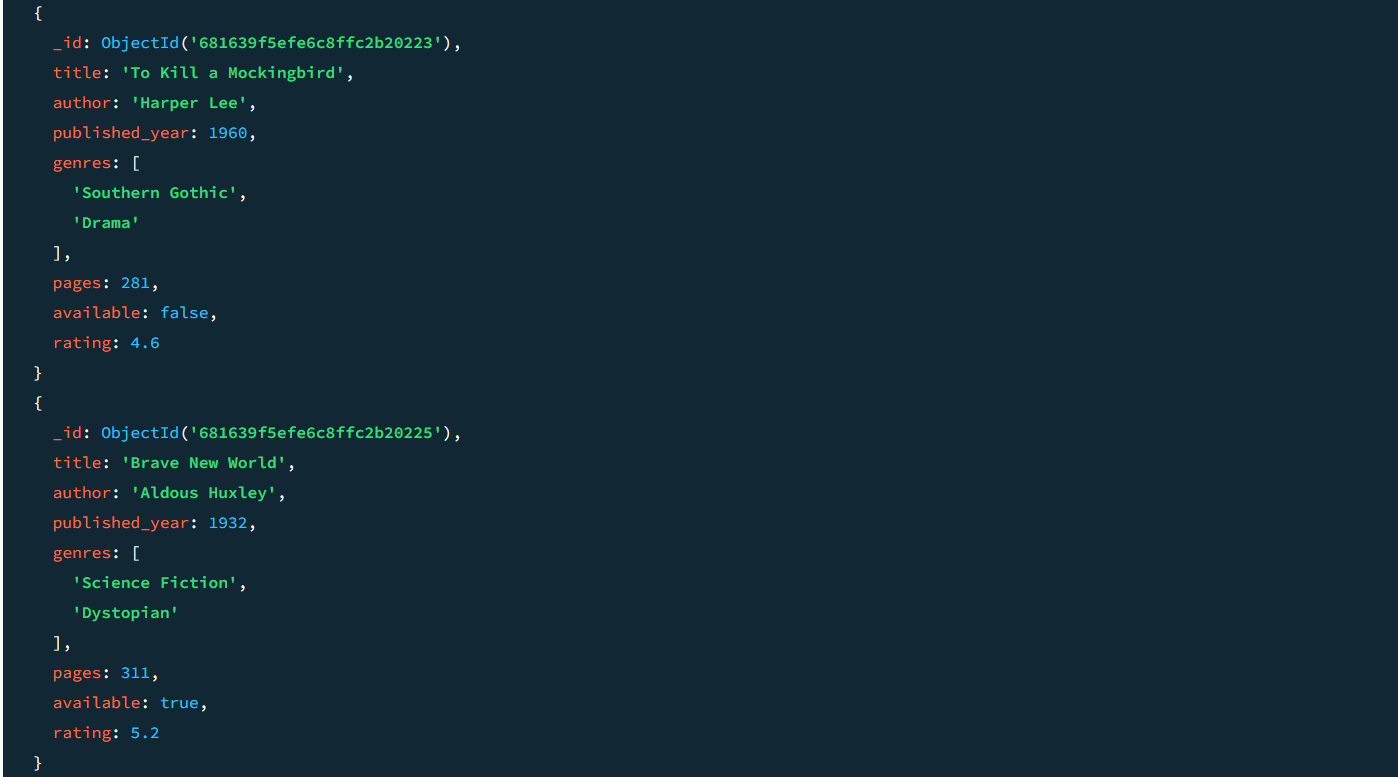 {
_id: ObjectId('681639f5efe6c8ffc2b20223'),
title: 'To Kill a Mockingbird',
author: 'Harper Lee',
published_year: 1960,
genres: [
'Southern Gothic',
'Drama'
],
pages: 281,
available: false,
rating: 4.6
}
{
_id: ObjectId('681639f5efe6c8ffc2b20225'),
title: 'Brave New World',
author: 'Aldous Huxley',
published_year: 1932,
genres: [
'Science Fiction',
'Dystopian'
],
pages: 311,
available: true,
rating: 5.2
}